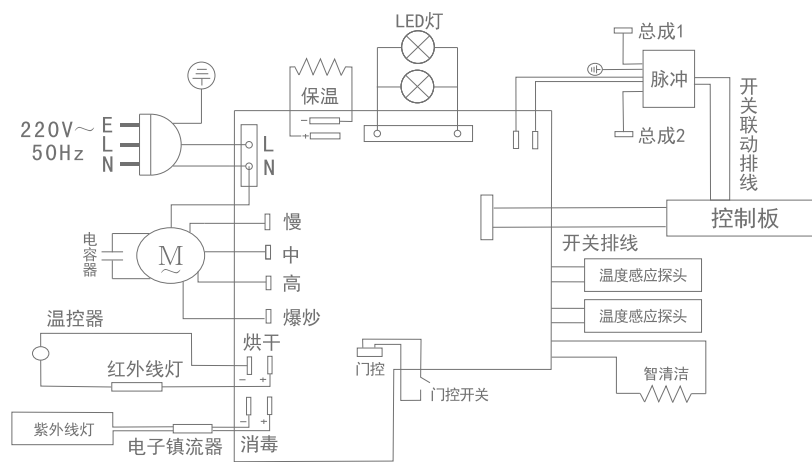 LED灯
总成1
保温
- 
+
脉冲
总成2
开关联动排线
220V～
50Hz
E
L
N
L
N
控制板
开关排线
电容器
M
～
慢
中
高
爆炒
温度感应探头
温度感应探头
温控器
烘干
红外线灯
- +
门控
门控开关
智清洁
紫外线灯
电子镇流器
- +
消毒